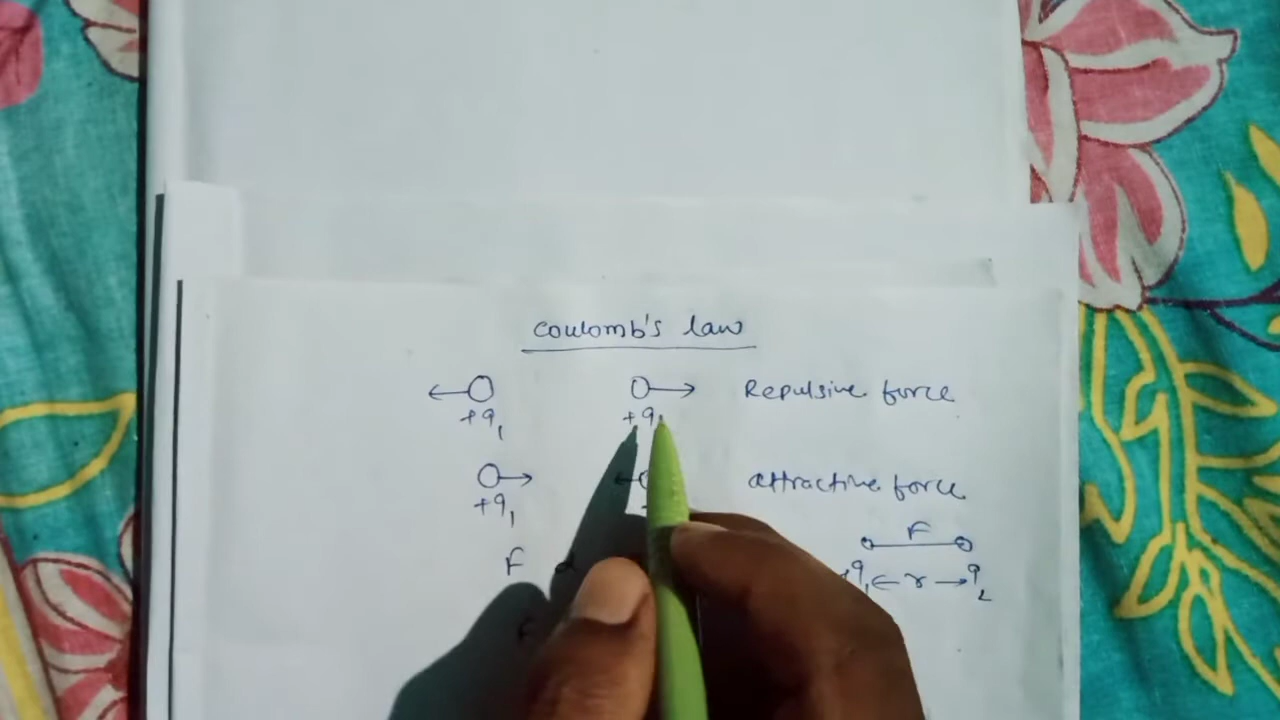 Coulomb's law
+q1 +q Repulsive force
+q1 attractive force
F
F α
q1 ← r → q2